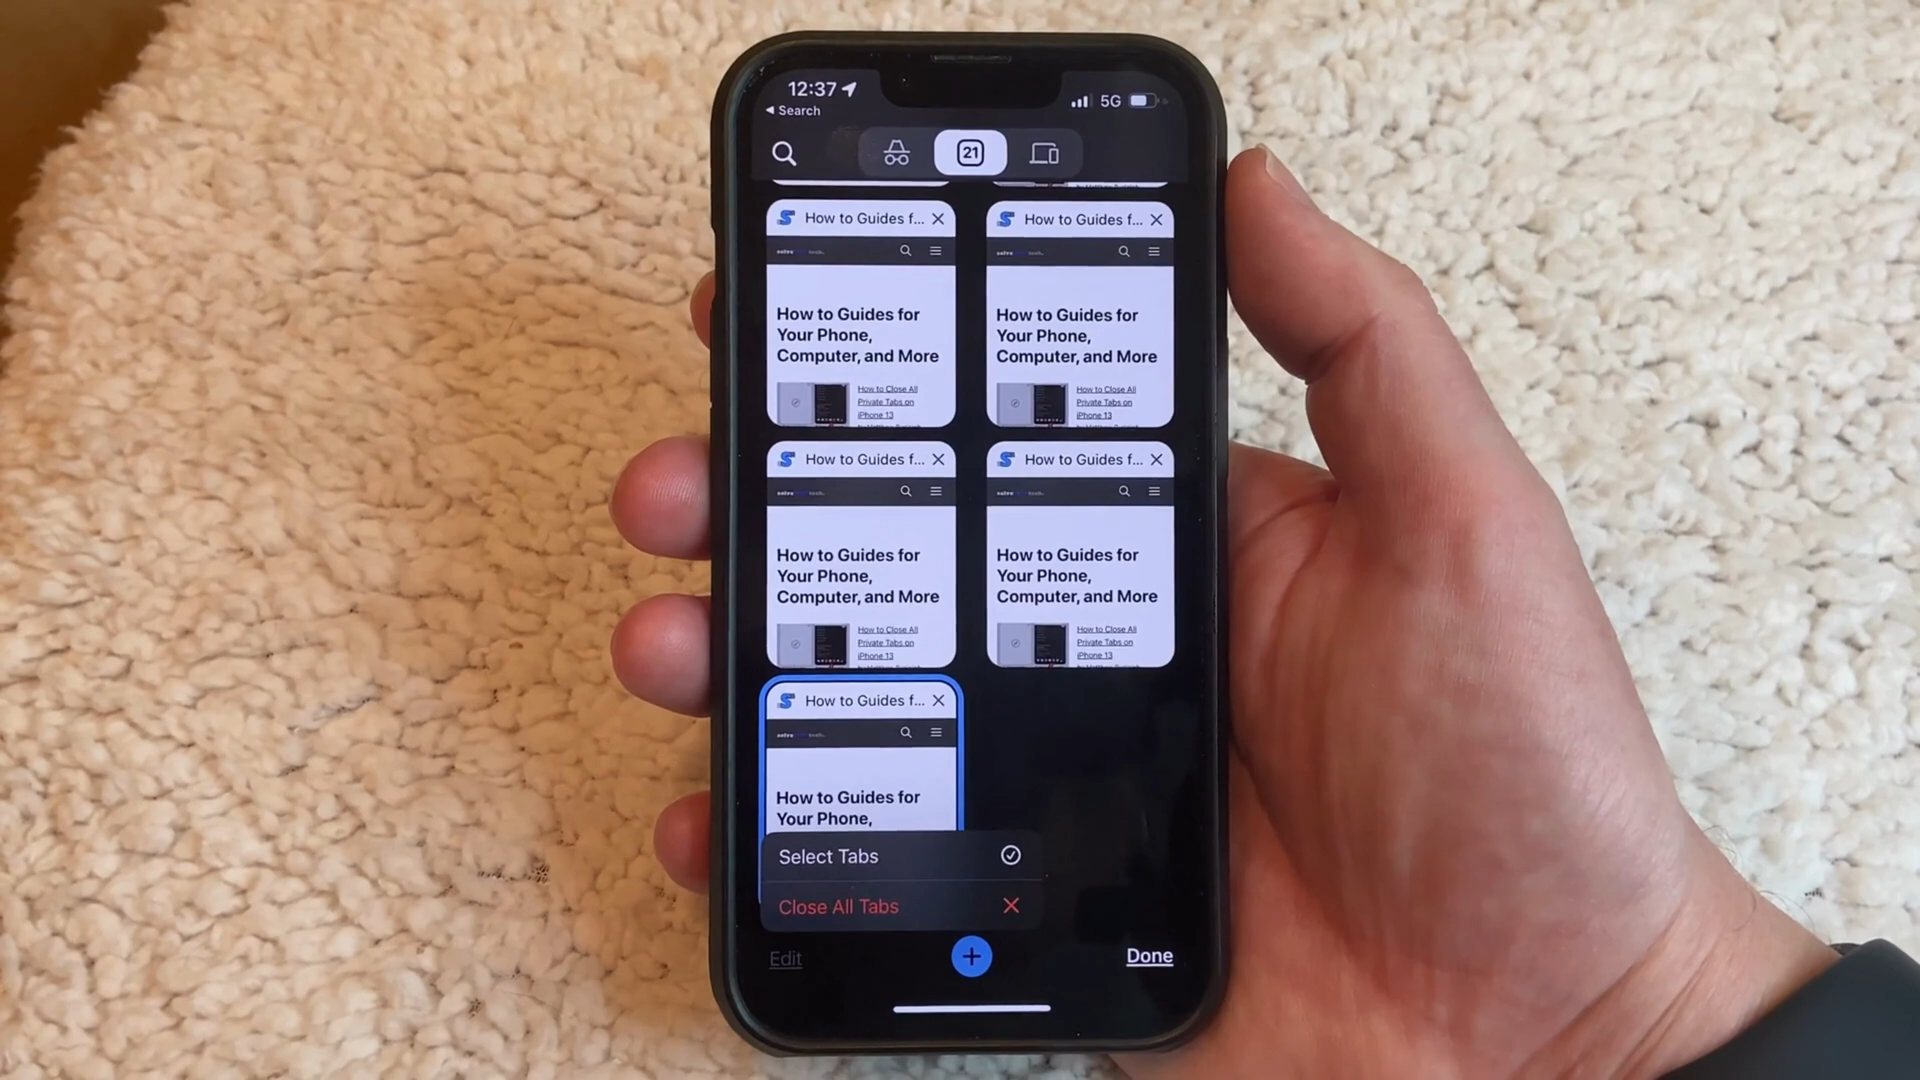 12:37
5G
Search
21
How to Guides f...
How to Guides f...
How to Guides for
Your Phone,
Computer, and More
How to Close All
Private Tabs on
iPhone 13
How to Guides for
Your Phone,
Computer, and More
How to Close All
Private Tabs on
iPhone 13
How to Guides f...
How to Guides f...
How to Guides for
Your Phone,
Computer, and More
How to Close All
Private Tabs on
iPhone 13
How to Guides for
Your Phone,
Computer, and More
How to Close All
Private Tabs on
iPhone 13
How to Guides f...
How to Guides for
Your Phone,
Select Tabs
Close All Tabs
Edit
Done